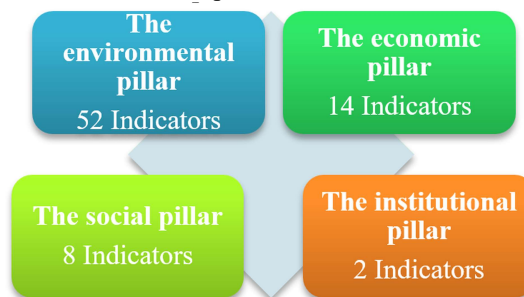 The
environmental
pillar
52 Indicators
The economic
pillar
14 Indicators
The social pillar
8 Indicators
The institutional
pillar
2 Indicators